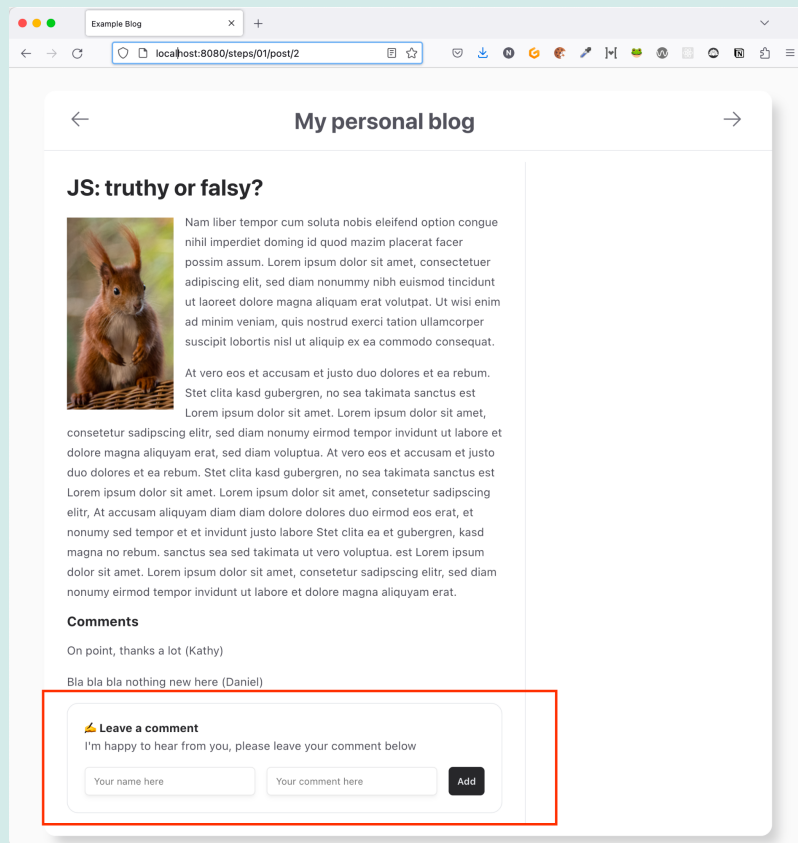 Example Blog
localhost:8080/steps/01/post/2
My personal blog
JS: truthy or falsy?
Nam liber tempor cum soluta nobis eleifend option congue
nihil imperdiet doming id quod mazim placerat facer
possim assum. Lorem ipsum dolor sit amet, consectetuer
adipiscing elit, sed diam nonummy nibh euismod tincidunt
ut laoreet dolore magna aliquam erat volutpat. Ut wisi enim
ad minim veniam, quis nostrud exerci tation ullamcorper
suscipit lobortis nisl ut aliquip ex ea commodo consequat.
At vero eos et accusam et justo duo dolores et ea rebum.
Stet clita kasd gubergren, no sea takimata sanctus est
Lorem ipsum dolor sit amet. Lorem ipsum dolor sit amet,
consetetur sadipscing elitr, sed diam nonumy eirmod tempor invidunt ut labore et
dolore magna aliquyam erat, sed diam voluptua. At vero eos et accusam et justo
duo dolores et ea rebum. Stet clita kasd gubergren, no sea takimata sanctus est
Lorem ipsum dolor sit amet. Lorem ipsum dolor sit amet, consetetur sadipscing
elitr, At accusam aliquyam diam diam dolore dolores duo eirmod eos erat, et
nonumy sed tempor et et invidunt justo labore Stet clita ea et gubergren, kasd
magna no rebum. sanctus sea sed takimata ut vero voluptua. est Lorem ipsum
dolor sit amet. Lorem ipsum dolor sit amet, consetetur sadipscing elitr, sed diam
nonumy eirmod tempor invidunt ut labore et dolore magna aliquyam erat.
Comments
On point, thanks a lot (Kathy)
Bla bla bla nothing new here (Daniel)
✍️ Leave a comment
I'm happy to hear from you, please leave your comment below
Your name here
Your comment here
Add